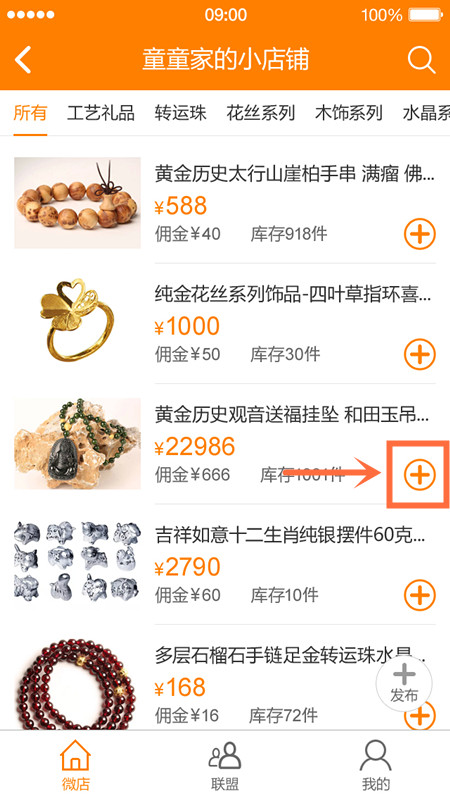 09:00
100%
童童家的小店铺
所有 工艺礼品 转运珠 花丝系列 木饰系列 水晶系
黄金历史太行山崖柏手串 满瘤 佛...
¥588
佣金¥40 库存918件
纯金花丝系列饰品-四叶草指环喜...
¥1000
佣金¥50 库存30件
黄金历史观音送福挂坠 和田玉吊...
¥22986
佣金¥666 库存1001件
吉祥如意十二生肖纯银摆件60克...
¥2790
佣金¥60 库存10件
多层石榴石手链足金转运珠水晶...
¥168
佣金¥16 库存72件
发布
微店 联盟 我的